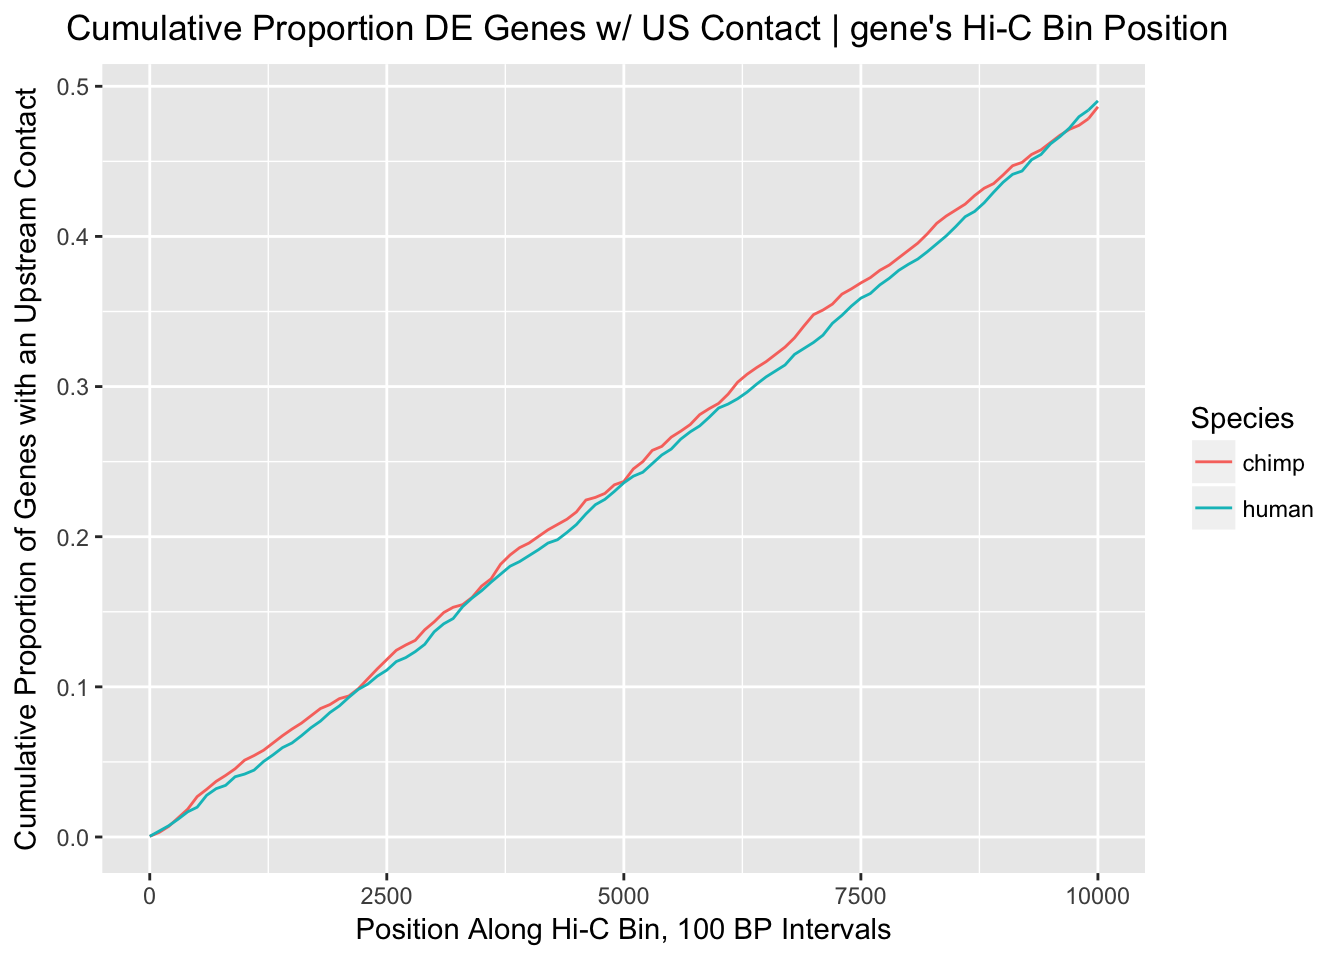 Cumulative Proportion DE Genes w/ US Contact | gene's Hi-C Bin Position
Cumulative Proportion of Genes with an Upstream Contact
0.5
0.4
0.3
0.2
0.1
0.0
0 2500 5000 7500 10000
Position Along Hi-C Bin, 100 BP Intervals
Species
chimp
human